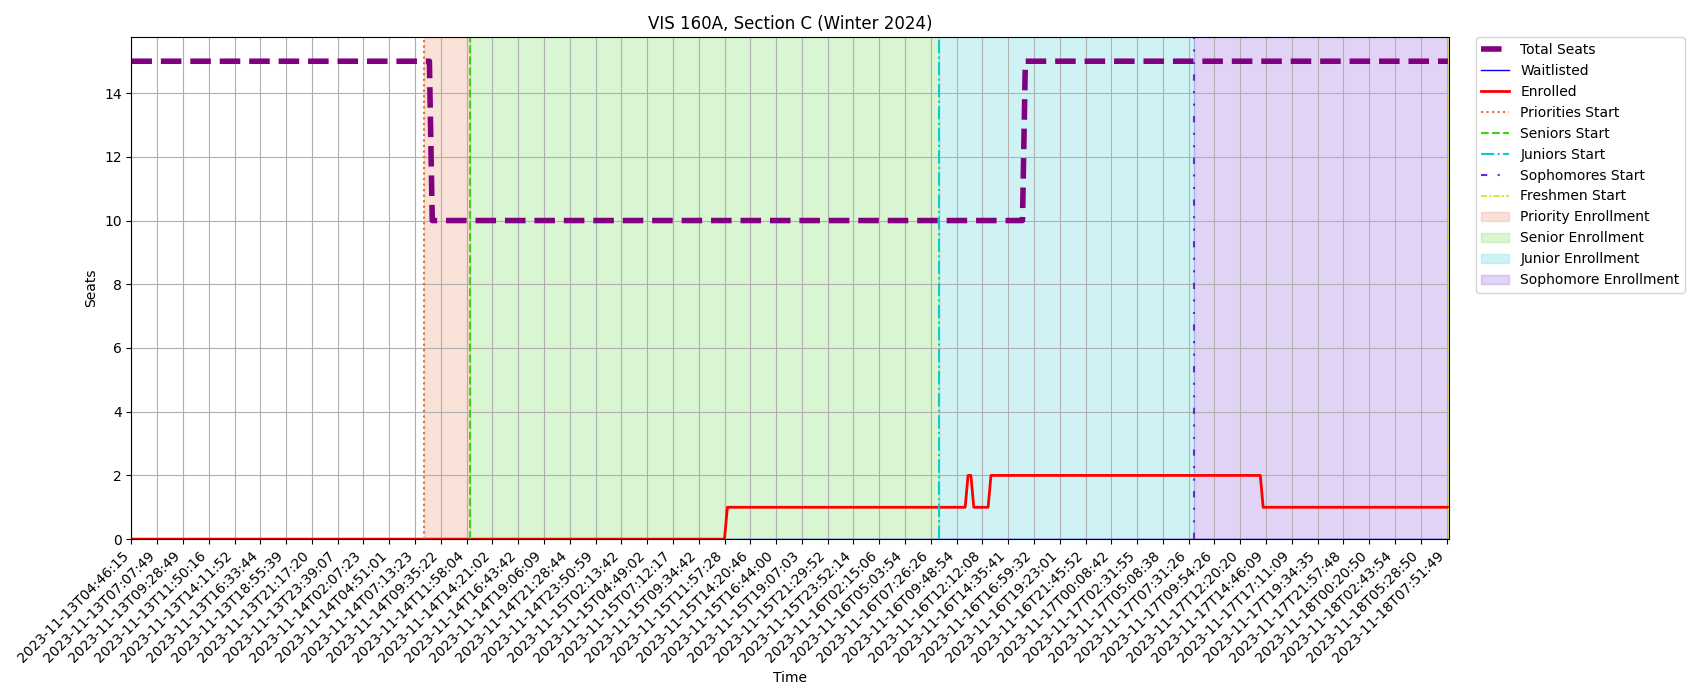 VIS 160A, Section C (Winter 2024)
Seats
14
12
10
8
6
4
2
0
2023-11-13T04:46:15
2023-11-13T07:07:49
2023-11-13T09:28:49
2023-11-13T11:50:16
2023-11-13T14:11:52
2023-11-13T16:33:44
2023-11-13T18:55:39
2023-11-13T21:17:20
2023-11-13T23:39:07
2023-11-14T02:07:23
2023-11-14T04:51:01
2023-11-14T07:13:23
2023-11-14T09:35:22
2023-11-14T11:58:04
2023-11-14T14:21:02
2023-11-14T16:43:42
2023-11-14T19:06:09
2023-11-14T21:28:44
2023-11-14T23:50:59
2023-11-15T02:13:42
2023-11-15T04:49:02
2023-11-15T07:12:17
2023-11-15T09:34:42
2023-11-15T11:57:28
2023-11-15T14:20:46
2023-11-15T16:44:00
2023-11-15T19:07:03
2023-11-15T21:29:52
2023-11-15T23:52:14
2023-11-16T02:15:06
2023-11-16T05:03:54
2023-11-16T07:26:26
2023-11-16T09:48:54
2023-11-16T12:12:08
2023-11-16T14:35:41
2023-11-16T16:59:32
2023-11-16T19:23:01
2023-11-16T21:45:52
2023-11-17T00:08:42
2023-11-17T02:31:55
2023-11-17T05:08:38
2023-11-17T07:31:26
2023-11-17T09:54:26
2023-11-17T12:20:20
2023-11-17T14:46:09
2023-11-17T17:11:09
2023-11-17T19:34:35
2023-11-17T21:57:48
2023-11-18T00:20:50
2023-11-18T02:43:54
2023-11-18T05:28:50
2023-11-18T07:51:49
Time
Total Seats
Waitlisted
Enrolled
Priorities Start
Seniors Start
Juniors Start
Sophomores Start
Freshmen Start
Priority Enrollment
Senior Enrollment
Junior Enrollment
Sophomore Enrollment